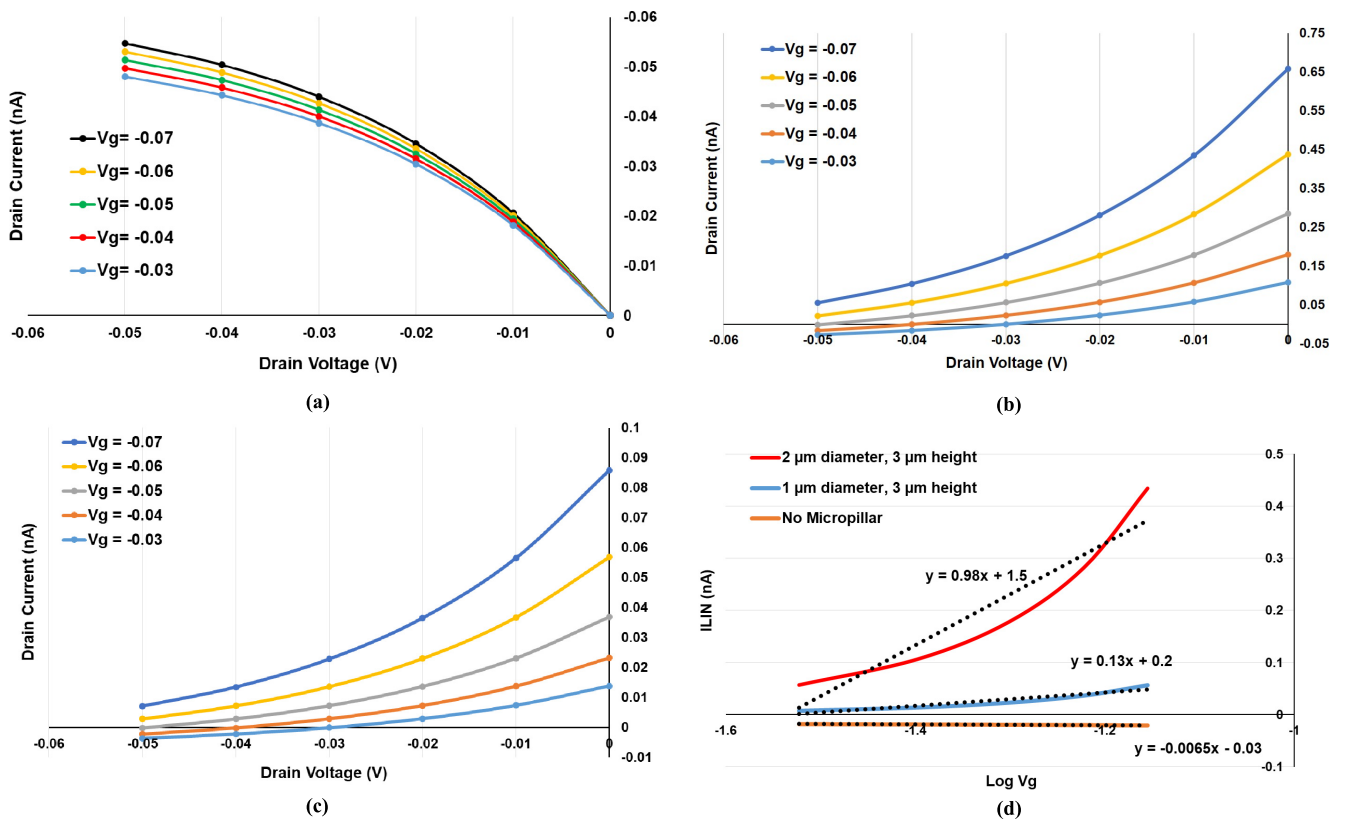 -0.06
-0.05
-0.04
-0.03
-0.02
-0.01
0
Drain Current (nA)
Vg= -0.07
Vg= -0.06
Vg= -0.05
Vg= -0.04
Vg= -0.03
-0.06 -0.05 -0.04 -0.03 -0.02 -0.01
Drain Voltage (V)
(a)
0.75
0.65
0.55
0.45
0.35
0.25
0.15
0.05
-0.05
Drain Current (nA)
Vg = -0.07
Vg = -0.06
Vg = -0.05
Vg = -0.04
Vg = -0.03
-0.06 -0.05 -0.04 -0.03 -0.02 -0.01 0
Drain Voltage (V)
(b)
0.1
0.09
0.08
0.07
0.06
0.05
0.04
0.03
0.02
0.01
0
-0.01
Drain Current (nA)
Vg = -0.07
Vg = -0.06
Vg = -0.05
Vg = -0.04
Vg = -0.03
-0.06 -0.05 -0.04 -0.03 -0.02 -0.01 0
Drain Voltage (V)
(c)
0.5
0.4
0.3
0.2
0.1
0
-0.1
ILIN (nA)
2 µm diameter, 3 µm height
1 µm diameter, 3 µm height
No Micropillar
y = 0.98x + 1.5
y = 0.13x + 0.2
y = -0.0065x - 0.03
-1.6 -1.4 -1.2 -1
Log Vg
(d)